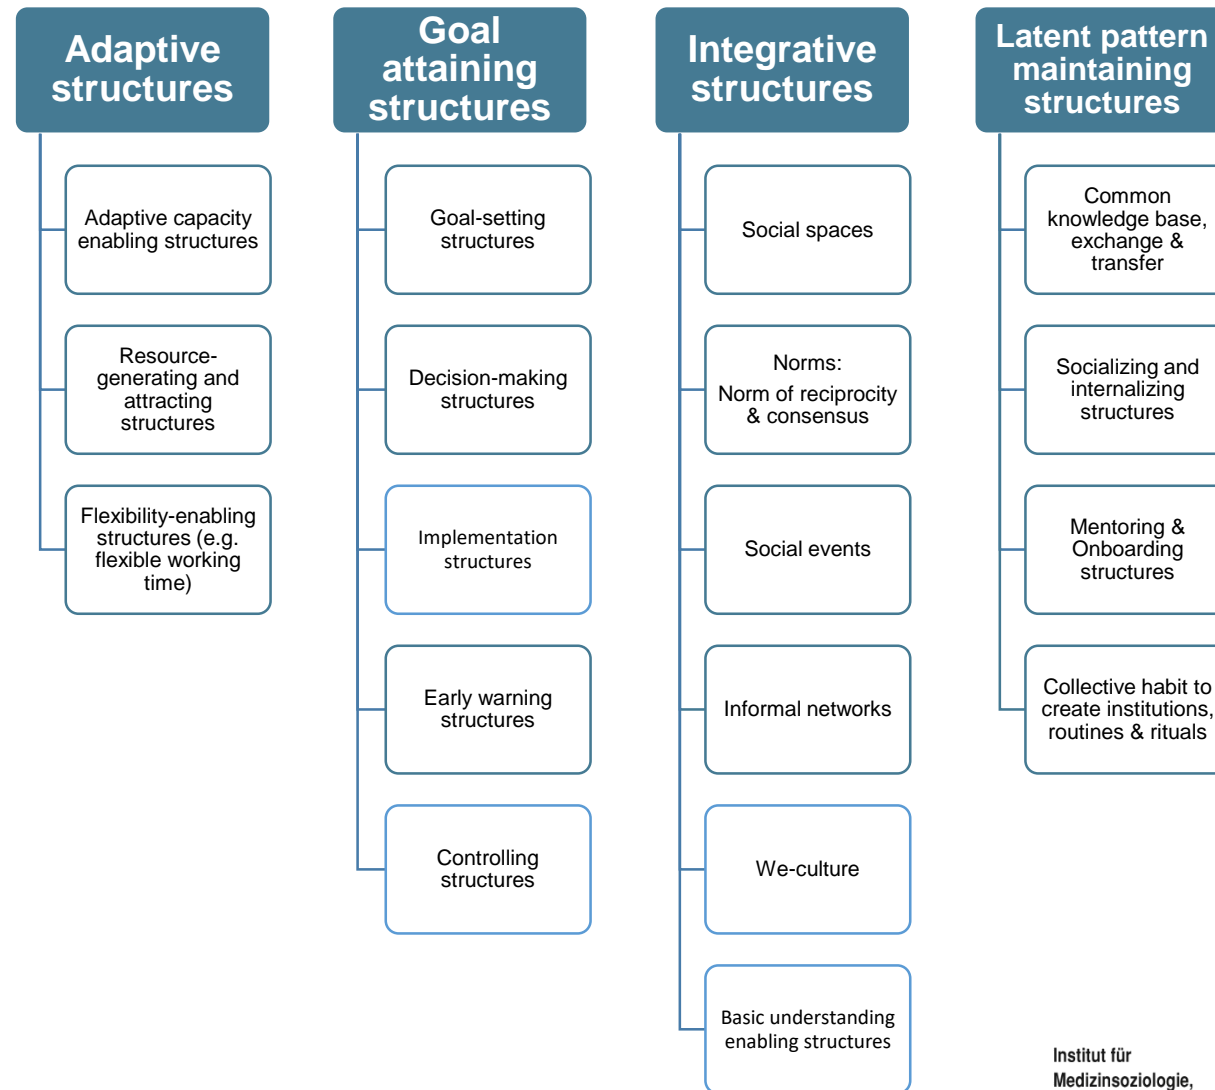 Adaptive
structures
Adaptive capacity
enabling structures
Resource-
generating and
attracting
structures
Flexibility-enabling
structures (e.g.
flexible working
time)
Goal
attaining
structures
Goal-setting
structures
Decision-making
structures
Implementation
structures
Early warning
structures
Controlling
structures
Integrative
structures
Social spaces
Norms:
Norm of reciprocity
& consensus
Social events
Informal networks
We-culture
Basic understanding
enabling structures
Latent pattern
maintaining
structures
Common
knowledge base,
exchange &
transfer
Socializing and
internalizing
structures
Mentoring &
Onboarding
structures
Collective habit to
create institutions,
routines & rituals
Institut für
Medizinsoziologie,